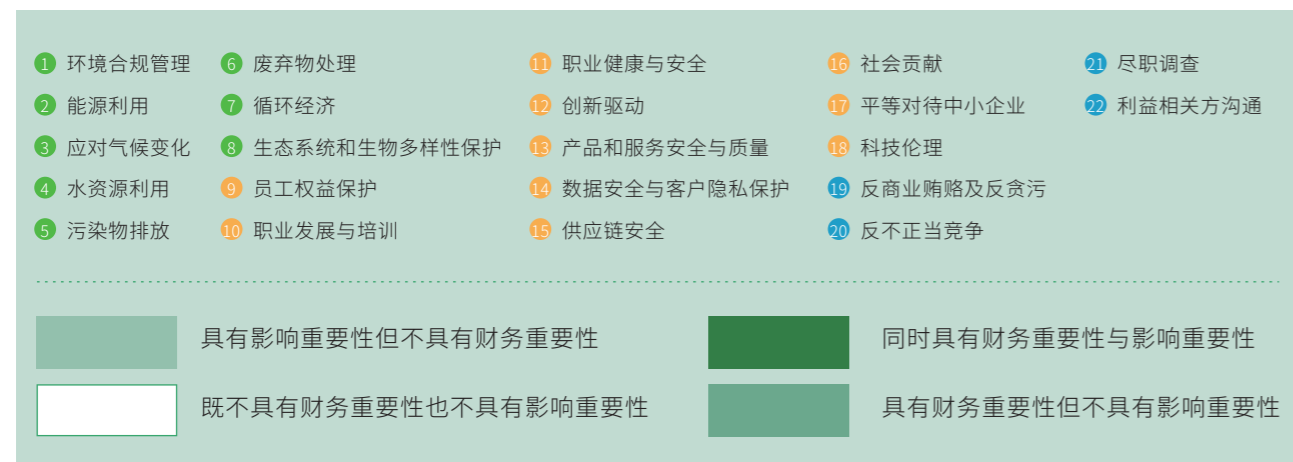 1 环境合规管理
2 能源利用
3 应对气候变化
4 水资源利用
5 污染物排放
6 废弃物处理
7 循环经济
8 生态系统和生物多样性保护
9 员工权益保护
10 职业发展与培训
11 职业健康与安全
12 创新驱动
13 产品和服务安全与质量
14 数据安全与客户隐私保护
15 供应链安全
16 社会贡献
17 平等对待中小企业
18 科技伦理
19 反商业贿赂及反贪污
20 反不正当竞争
21 尽职调查
22 利益相关方沟通
具有影响重要性但不具有财务重要性
同时具有财务重要性与影响重要性
既不具有财务重要性也不具有影响重要性
具有财务重要性但不具有影响重要性